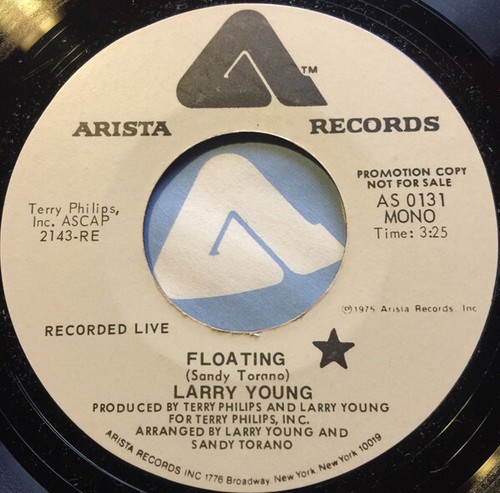 TM
ARISTA RECORDS
PROMOTION COPY
NOT FOR SALE
AS 0131
MONO
Time: 3:25
Terry Philips,
Inc. ASCAP
2143-RE
℗1975 Arista Records, Inc.
RECORDED LIVE
FLOATING
(Sandy Torano)
LARRY YOUNG
PRODUCED BY TERRY PHILIPS AND LARRY YOUNG
FOR TERRY PHILIPS, INC.
ARRANGED BY LARRY YOUNG AND
SANDY TORANO
ARISTA RECORDS INC 1776 Broadway, New York, New York 10019